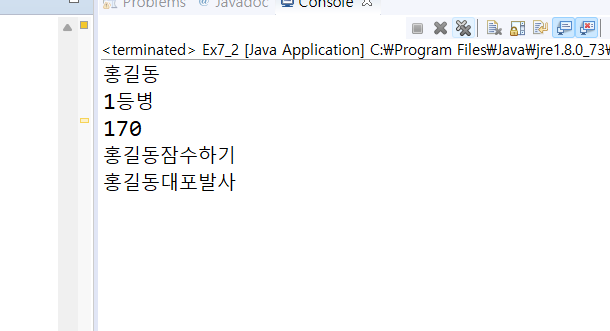 Problems @ Javadoc Console
<terminated> Ex7_2 [Java Application] C:₩Program Files₩Java₩jre1.8.0_73₩
홍길동
1등병
170
홍길동잠수하기
홍길동대포발사